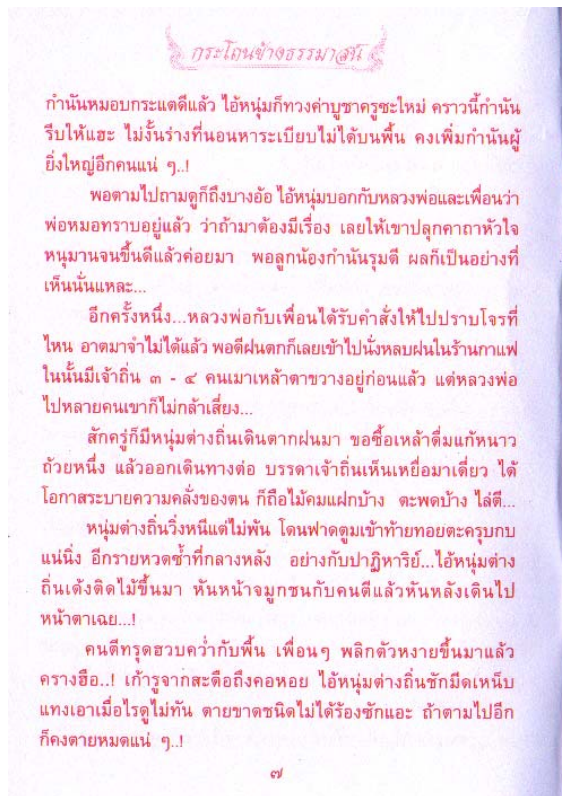 กระโถนข้างธรรมาสน์
กำนันหมอบกระแตดีแล้ว ไอ้หนุ่มก็ทวงค่าบูชาครูซะใหม่ คราวนี้กำนัน
รีบให้แฮะ ไม่งั้นร่างที่นอนหาระเบียบไม่ได้บนพื้น คงเพิ่มกำนันผู้
ยิ่งใหญ่อีกคนแน่ ๆ..!
พอตามไปถามดูก็ถึงบางอ้อ ไอ้หนุ่มบอกกับหลวงพ่อและเพื่อนว่า
พ่อหมอทราบอยู่แล้ว ว่าถ้ามาต้องมีเรื่อง เลยให้เขาปลุกคาถาหัวใจ
หนุมานจนขึ้นดีแล้วค่อยมา พอลูกน้องกำนันรุมตี ผลก็เป็นอย่างที่
เห็นนั่นแหละ...
อีกครั้งหนึ่ง...หลวงพ่อกับเพื่อนได้รับคำสั่งให้ไปปราบโจรที่
ไหน อาตมาจำไม่ได้แล้ว พอดีฝนตกก็เลยเข้าไปนั่งหลบฝนในร้านกาแฟ
ในนั้นมีเจ้าถิ่น ๓ - ๔ คนเมาเหล้าตาขวางอยู่ก่อนแล้ว แต่หลวงพ่อ
ไปหลายคนเขาก็ไม่กล้าเสี่ยง...
สักครู่ก็มีหนุ่มต่างถิ่นเดินตากฝนมา ขอซื้อเหล้าดื่มแก้หนาว
ถ้วยหนึ่ง แล้วออกเดินทางต่อ บรรดาเจ้าถิ่นเห็นเหยื่อมาเดี่ยว ได้
โอกาสระบายความคลั่งของตน ก็ถือไม้คมแฝกบ้าง ตะพดบ้าง ไล่ตี...
หนุ่มต่างถิ่นวิ่งหนีแต่ไม่พ้น โดนฟาดตูมเข้าท้ายทอยตะครุบกบ
แน่นิ่ง อีกรายหวดซ้ำที่กลางหลัง อย่างกับปาฏิหาริย์...ไอ้หนุ่มต่าง
ถิ่นเด้งติดไม้ขึ้นมา หันหน้าจมูกชนกับคนตีแล้วหันหลังเดินไป
หน้าตาเฉย...!
คนตีทรุดฮวบคว่ำกับพื้น เพื่อนๆ พลิกตัวหงายขึ้นมาแล้ว
ครางฮือ..! เก้ารูจากสะดือถึงคอหอย ไอ้หนุ่มต่างถิ่นชักมีดเหน็บ
แทงเอาเมื่อไรดูไม่ทัน ตายขาดชนิดไม่ได้ร้องซักแอะ ถ้าตามไปอีก
ก็คงตายหมดแน่ ๆ..!
๗